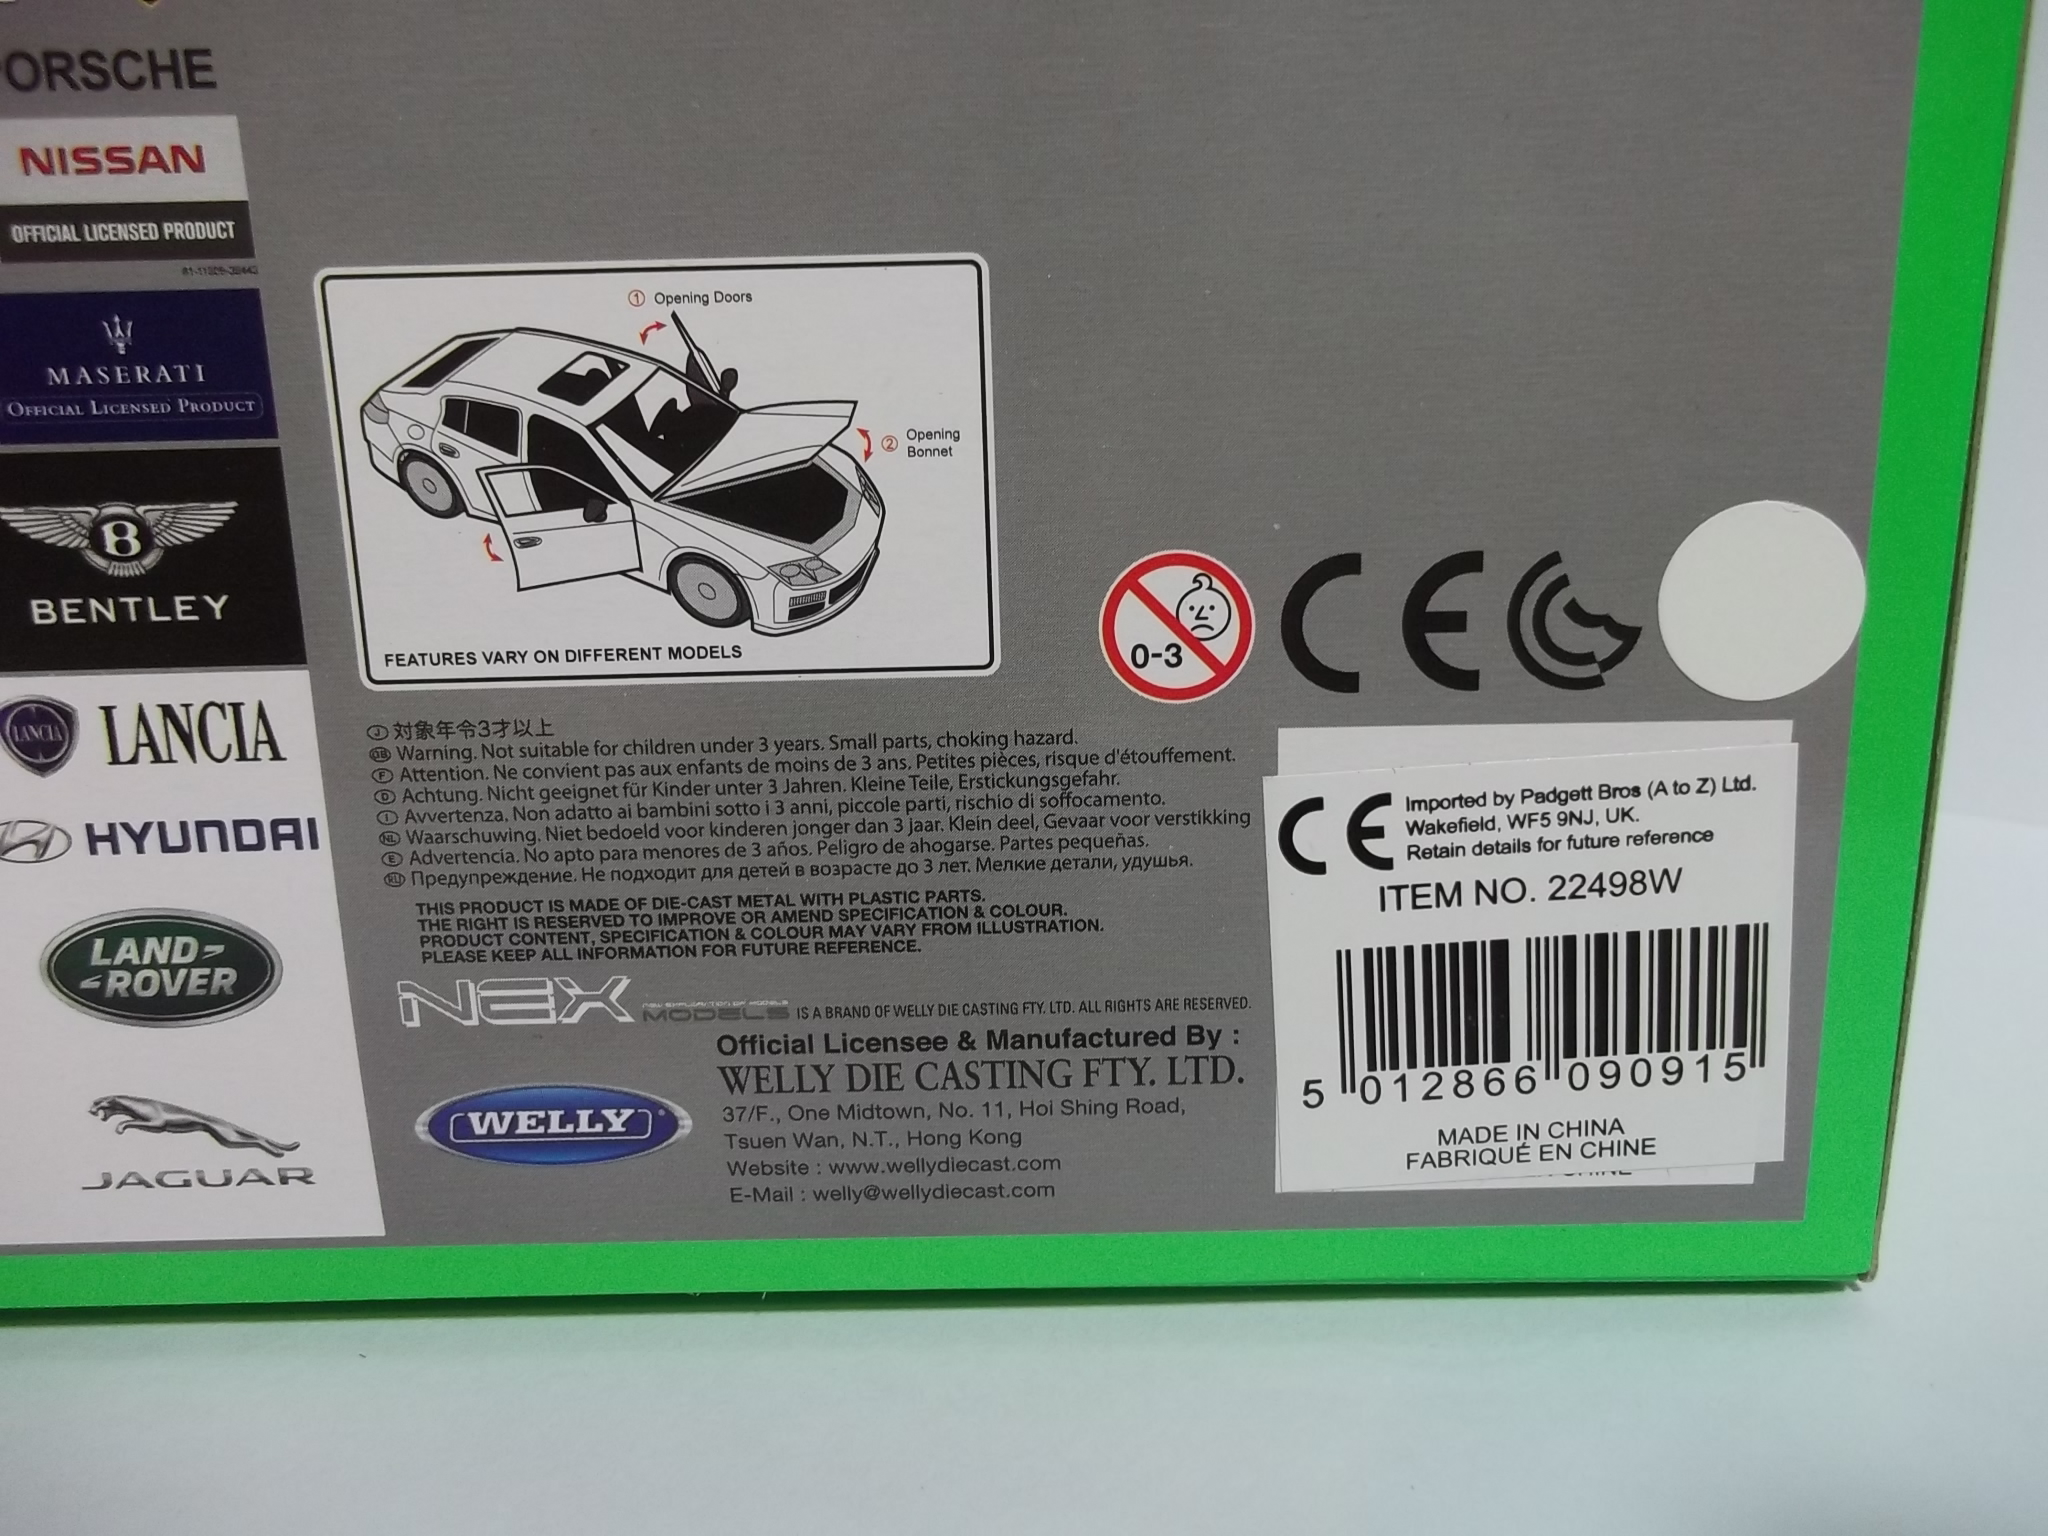 ORSCHE
NISSAN
OFFICIAL LICENSED PRODUCT
MASERATI
OFFICIAL LICENSED PRODUCT
B
BENTLEY
LANCIA
LANCIA
HYUNDAI
LAND-
-ROVER
JAGUAR
1 Opening Doors
2 Opening
Bonnet
FEATURES VARY ON DIFFERENT MODELS
0-3
CE
J 対象年令3才以上
GB Warning. Not suitable for children under 3 years. Small parts, choking hazard.
F Attention. Ne convient pas aux enfants de moins de 3 ans. Petites pièces, risque d'étouffement.
D Achtung. Nicht geeignet für Kinder unter 3 Jahren. Kleine Teile, Erstickungsgefahr.
I Avvertenza. Non adatto ai bambini sotto i 3 anni, piccole parti, rischio di soffocamento.
NL Waarschuwing. Niet bedoeld voor kinderen jonger dan 3 jaar. Klein deel, Gevaar voor verstikking
E Advertencia. No apto para menores de 3 años. Peligro de ahogarse. Partes pequeñas.
RU Предупреждение. Не подходит для детей в возрасте до 3 лет. Мелкие детали, удушья.
THIS PRODUCT IS MADE OF DIE-CAST METAL WITH PLASTIC PARTS.
THE RIGHT IS RESERVED TO IMPROVE OR AMEND SPECIFICATION & COLOUR.
PRODUCT CONTENT, SPECIFICATION & COLOUR MAY VARY FROM ILLUSTRATION.
PLEASE KEEP ALL INFORMATION FOR FUTURE REFERENCE.
NEX NEW EXPLORATION OF MODELS
MODELS IS A BRAND OF WELLY DIE CASTING FTY. LTD. ALL RIGHTS ARE RESERVED.
WELLY
Official Licensee & Manufactured By :
WELLY DIE CASTING FTY. LTD.
37/F., One Midtown, No. 11, Hoi Shing Road,
Tsuen Wan, N.T., Hong Kong
Website : www.wellydiecast.com
E-Mail : welly@wellydiecast.com
CE Imported by Padgett Bros (A to Z) Ltd.
Wakefield, WF5 9NJ, UK.
Retain details for future reference
ITEM NO. 22498W
5 012866 090915
MADE IN CHINA
FABRIQUÉ EN CHINE